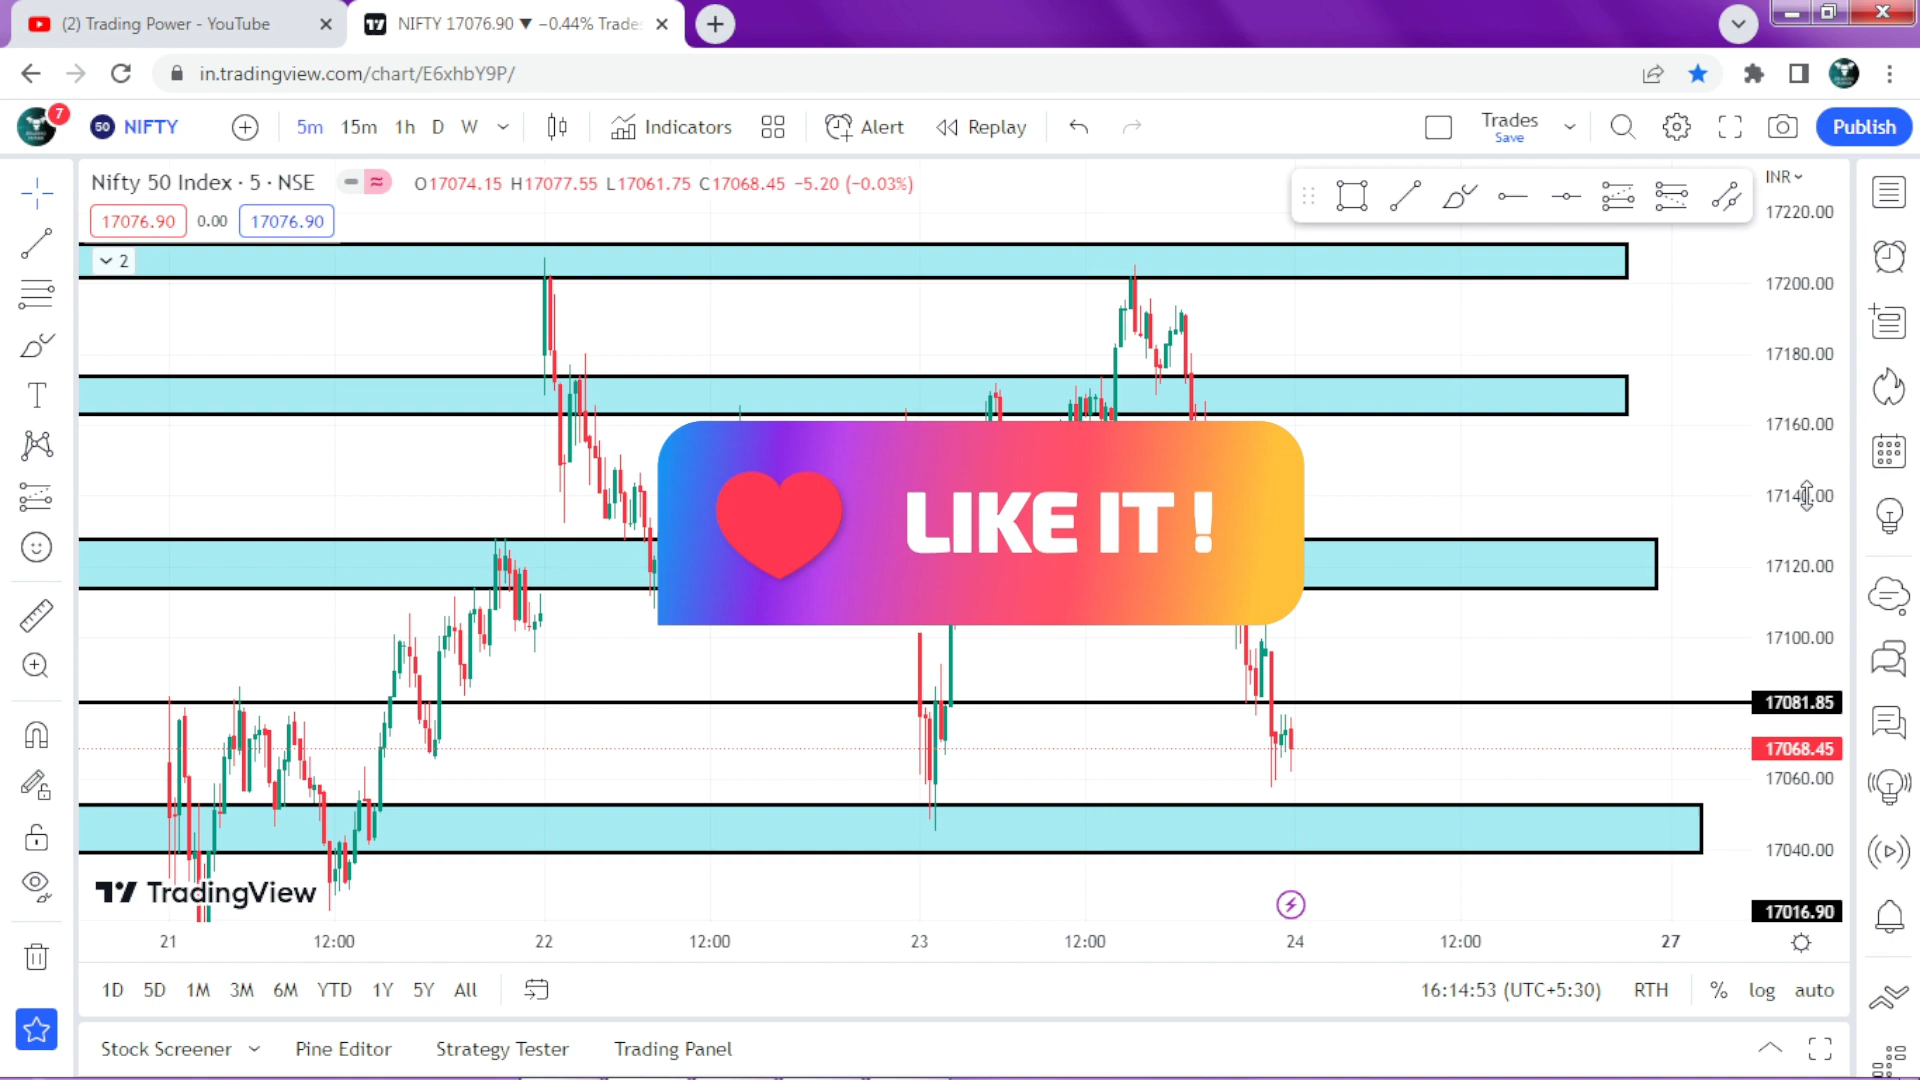 (2) Trading Power - YouTube
NIFTY 17076.90 ▼ −0.44% Trade
in.tradingview.com/chart/E6xhbY9P/
7
50 NIFTY
5m 15m 1h D W
Indicators
Alert
Replay
Trades
Save
Publish
Nifty 50 Index · 5 · NSE
O17074.15 H17077.55 L17061.75 C17068.45 −5.20 (−0.03%)
INR
17076.90 0.00 17076.90
2
17220.00
17200.00
17180.00
17160.00
17140.00
17120.00
17100.00
17081.85
17068.45
17060.00
17040.00
17016.90
LIKE IT !
TradingView
21 12:00 22 12:00 23 12:00 24 12:00 27
1D 5D 1M 3M 6M YTD 1Y 5Y All
16:14:53 (UTC+5:30) RTH % log auto
Stock Screener Pine Editor Strategy Tester Trading Panel